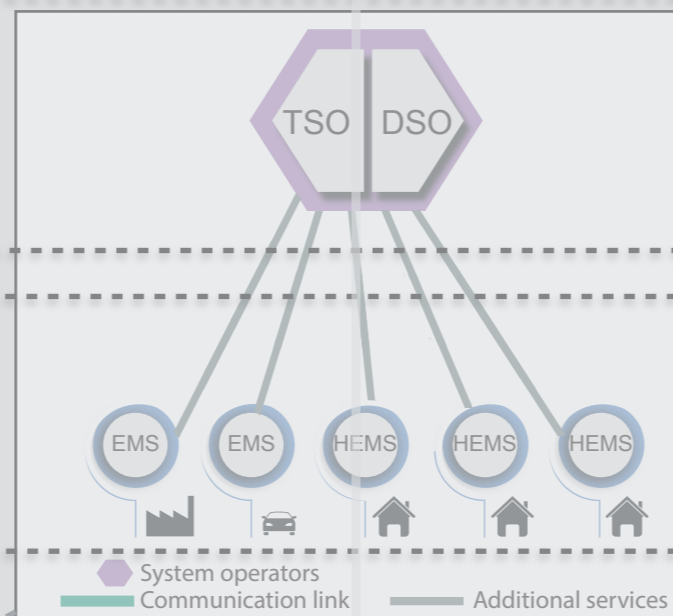 TSO DSO
EMS EMS HEMS HEMS HEMS
System operators
Communication link Additional services